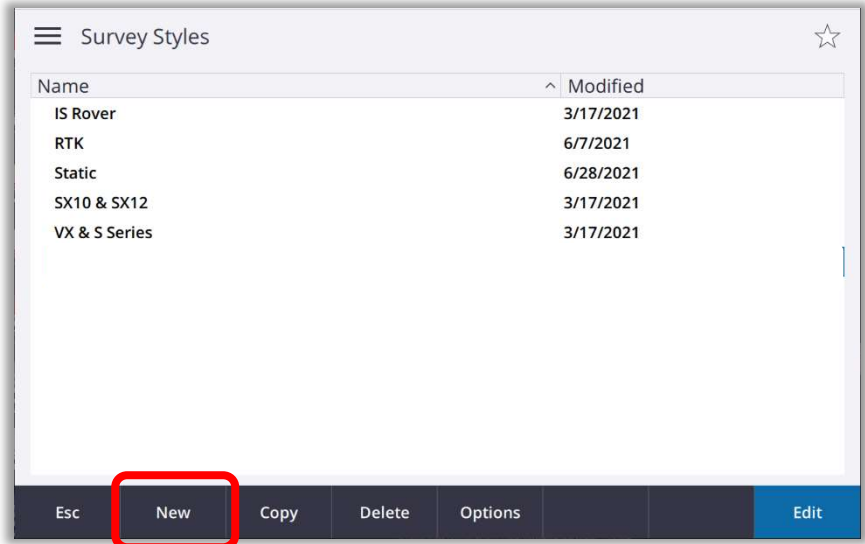 Survey Styles
Name Modified
IS Rover 3/17/2021
RTK 6/7/2021
Static 6/28/2021
SX10 & SX12 3/17/2021
VX & S Series 3/17/2021
Esc New Copy Delete Options Edit